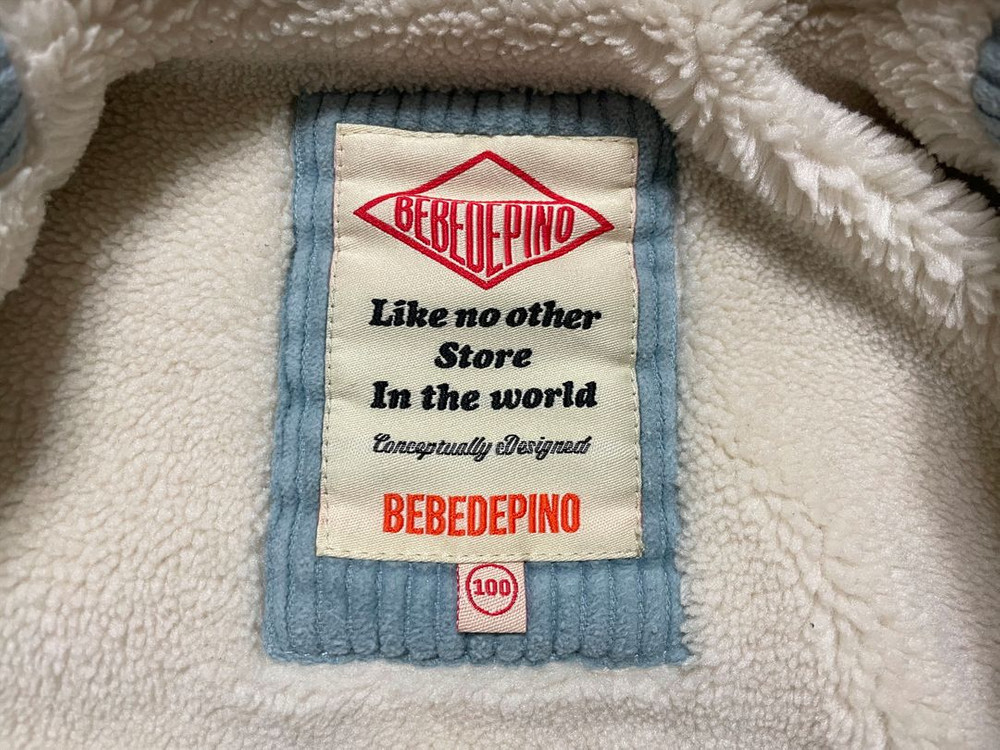 BEBEDEPINO
Like no other
Store
In the world
Conceptually Designed
BEBEDEPINO
100